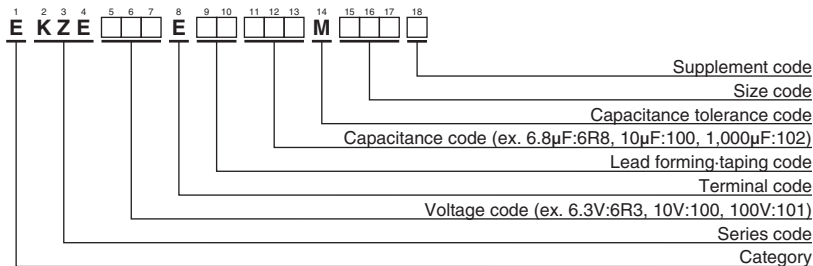 1 2 3 4 5 6 7 8 9 10 11 12 13 14 15 16 17 18
E K Z E E M
Supplement code
Size code
Capacitance tolerance code
Capacitance code (ex. 6.8µF:6R8, 10µF:100, 1,000µF:102)
Lead forming·taping code
Terminal code
Voltage code (ex. 6.3V:6R3, 10V:100, 100V:101)
Series code
Category